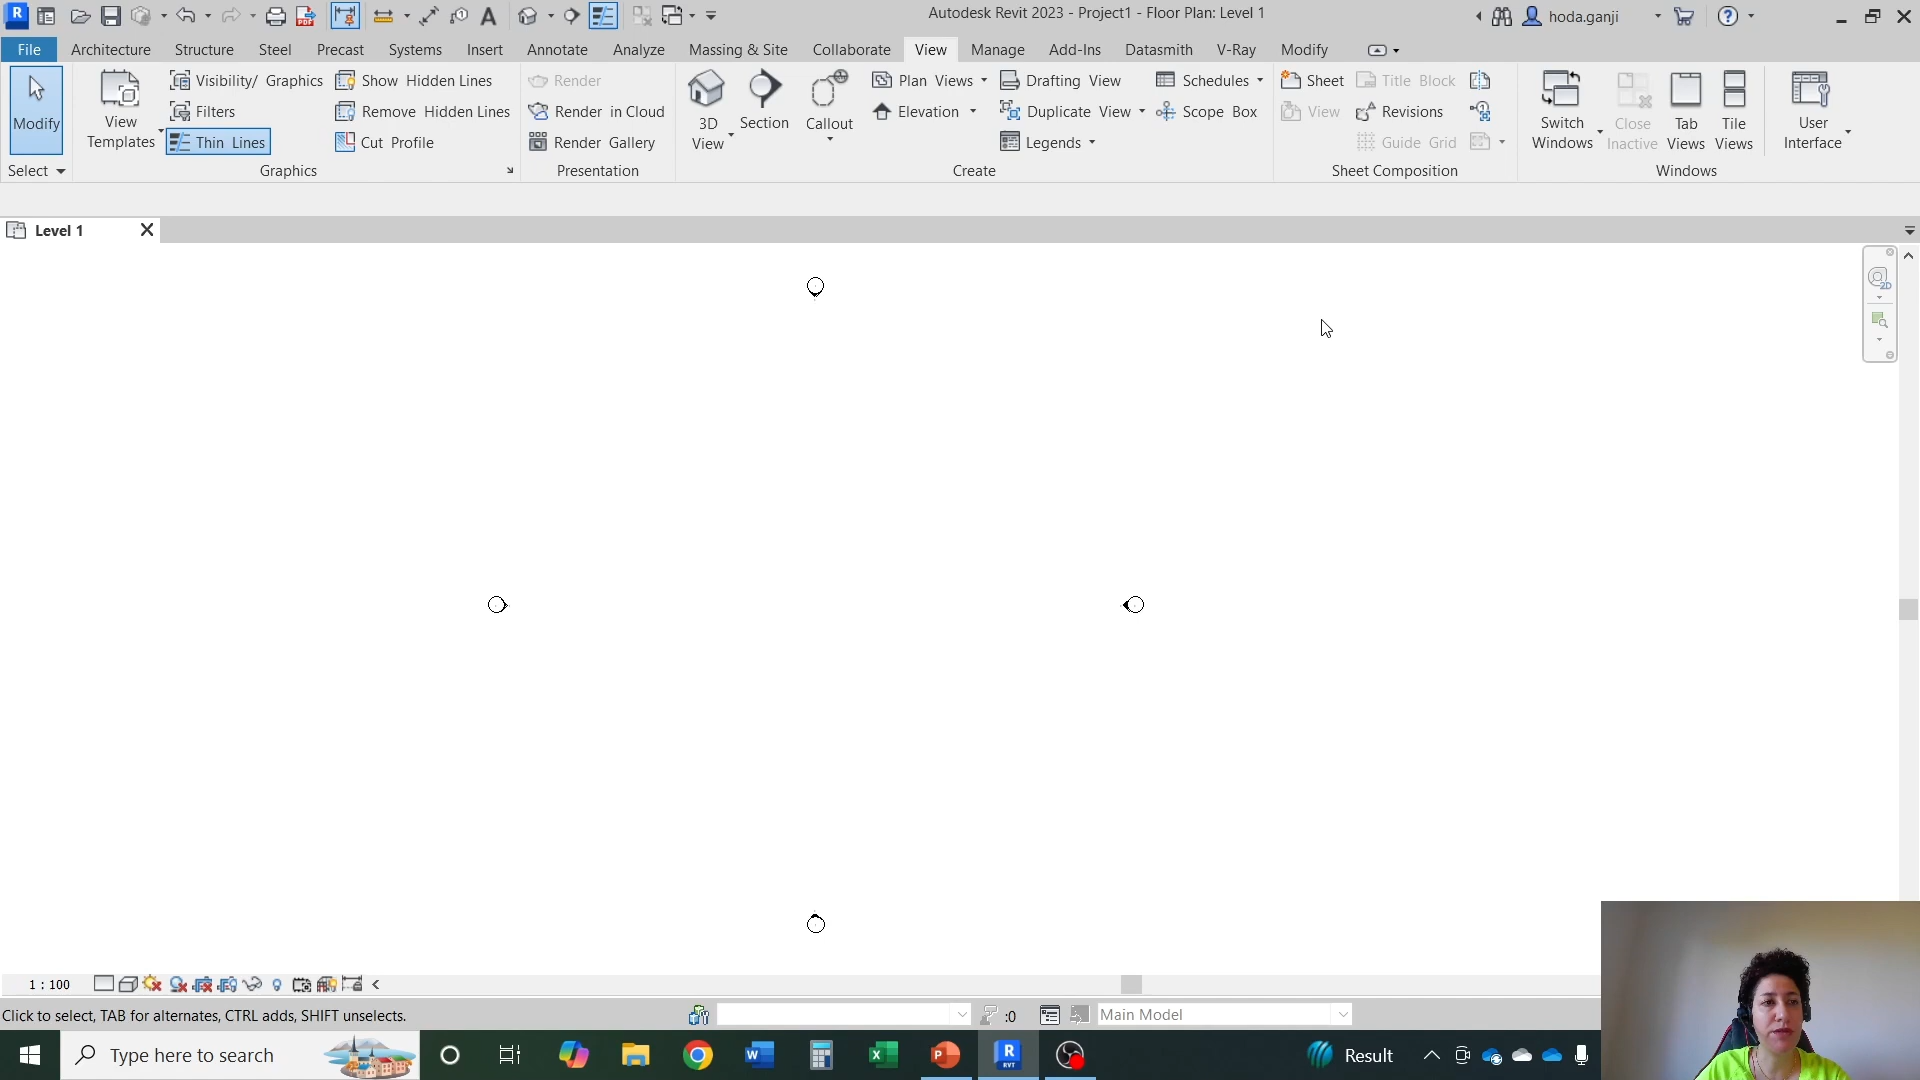 Autodesk Revit 2023 - Project1 - Floor Plan: Level 1
hoda.ganji
File Architecture Structure Steel Precast Systems Insert Annotate Analyze Massing & Site Collaborate View Manage Add-Ins Datasmith V-Ray Modify
Modify
Select
View Templates
Visibility/ Graphics
Filters
Thin Lines
Show Hidden Lines
Remove Hidden Lines
Cut Profile
Graphics
Render
Render in Cloud
Render Gallery
Presentation
3D View
Section
Callout
Plan Views
Elevation
Drafting View
Duplicate View
Legends
Schedules
Scope Box
Create
Sheet
View
Title Block
Revisions
Guide Grid
Sheet Composition
Switch Windows
Close Inactive
Tab Views
Tile Views
Windows
User Interface
Level 1
2D
1 : 100
Click to select, TAB for alternates, CTRL adds, SHIFT unselects.
:0
Main Model
Type here to search
Result